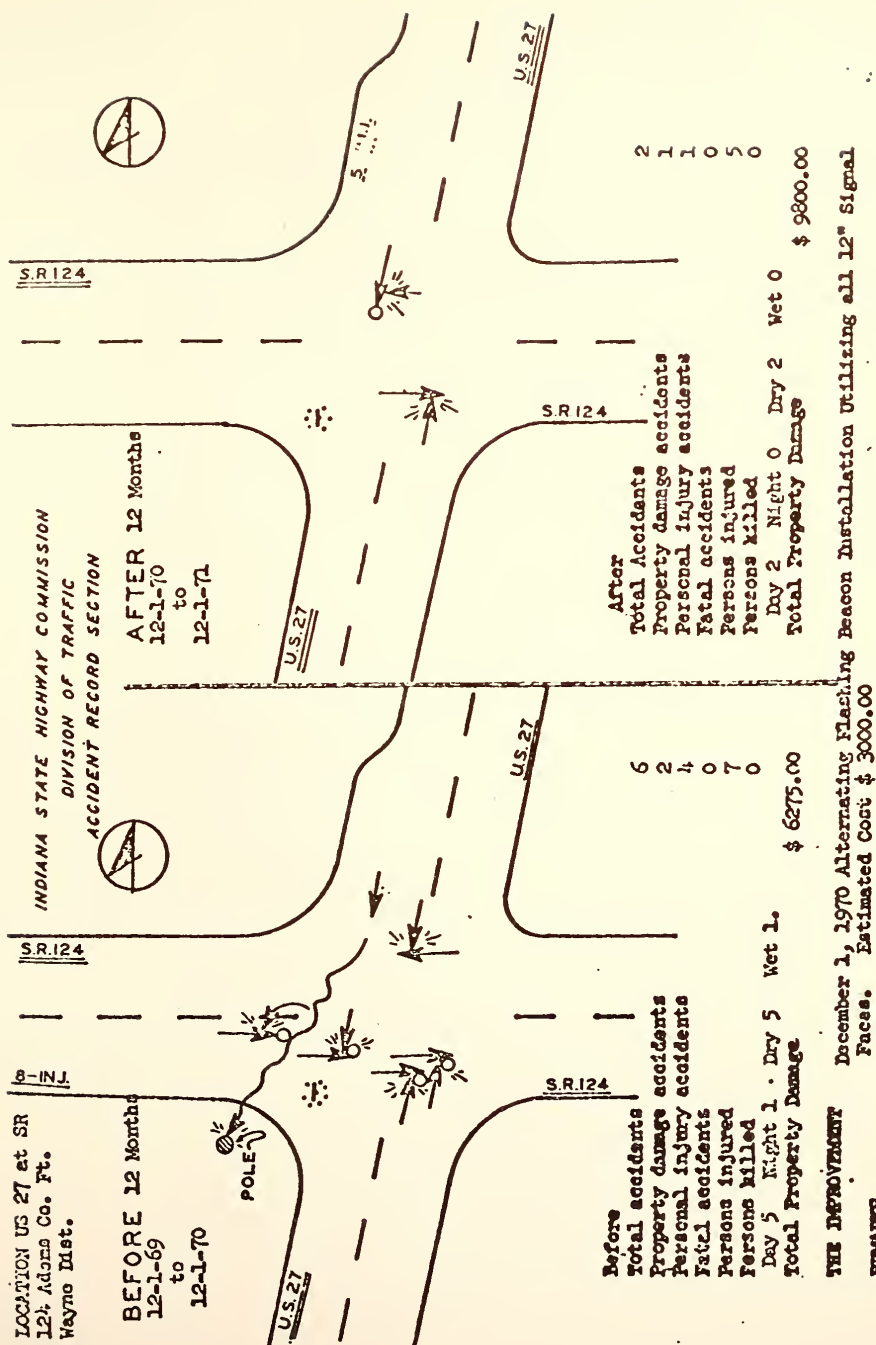 INDIANA STATE HIGHWAY COMMISSION
DIVISION OF TRAFFIC
ACCIDENT RECORD SECTION
LOCATION US 27 at SR
124 Adams Co. Ft.
Wayne Dist.
BEFORE 12 Months
12-1-69
to
12-1-70
8-INJ.
S.R.124
POLE
U.S.27
U.S.27
S.R.124
AFTER 12 Months
12-1-70
to
12-1-71
S.R 124
U.S.27
5
U.S.27
S.R 124
Before
Total accidents 6
Property damage accidents 2
Personal injury accidents 4
Fatal accidents 0
Persons injured 7
Persons killed 0
Day 5 Night 1 . Dry 5 Wet 1.
Total Property Damage $ 6275.00
After
Total Accidents 2
Property damage accidents 1
Personal injury accidents 1
Fatal accidents 0
Persons injured 5
Persons killed 0
Day 2 Night 0 Dry 2 Wet 0
Total Property Damage $ 9800.00
THE IMPROVEMENT December 1, 1970 Alternating Flashing Beacon Installation Utilizing all 12" Signal
Faces. Estimated Cost $ 3000.00